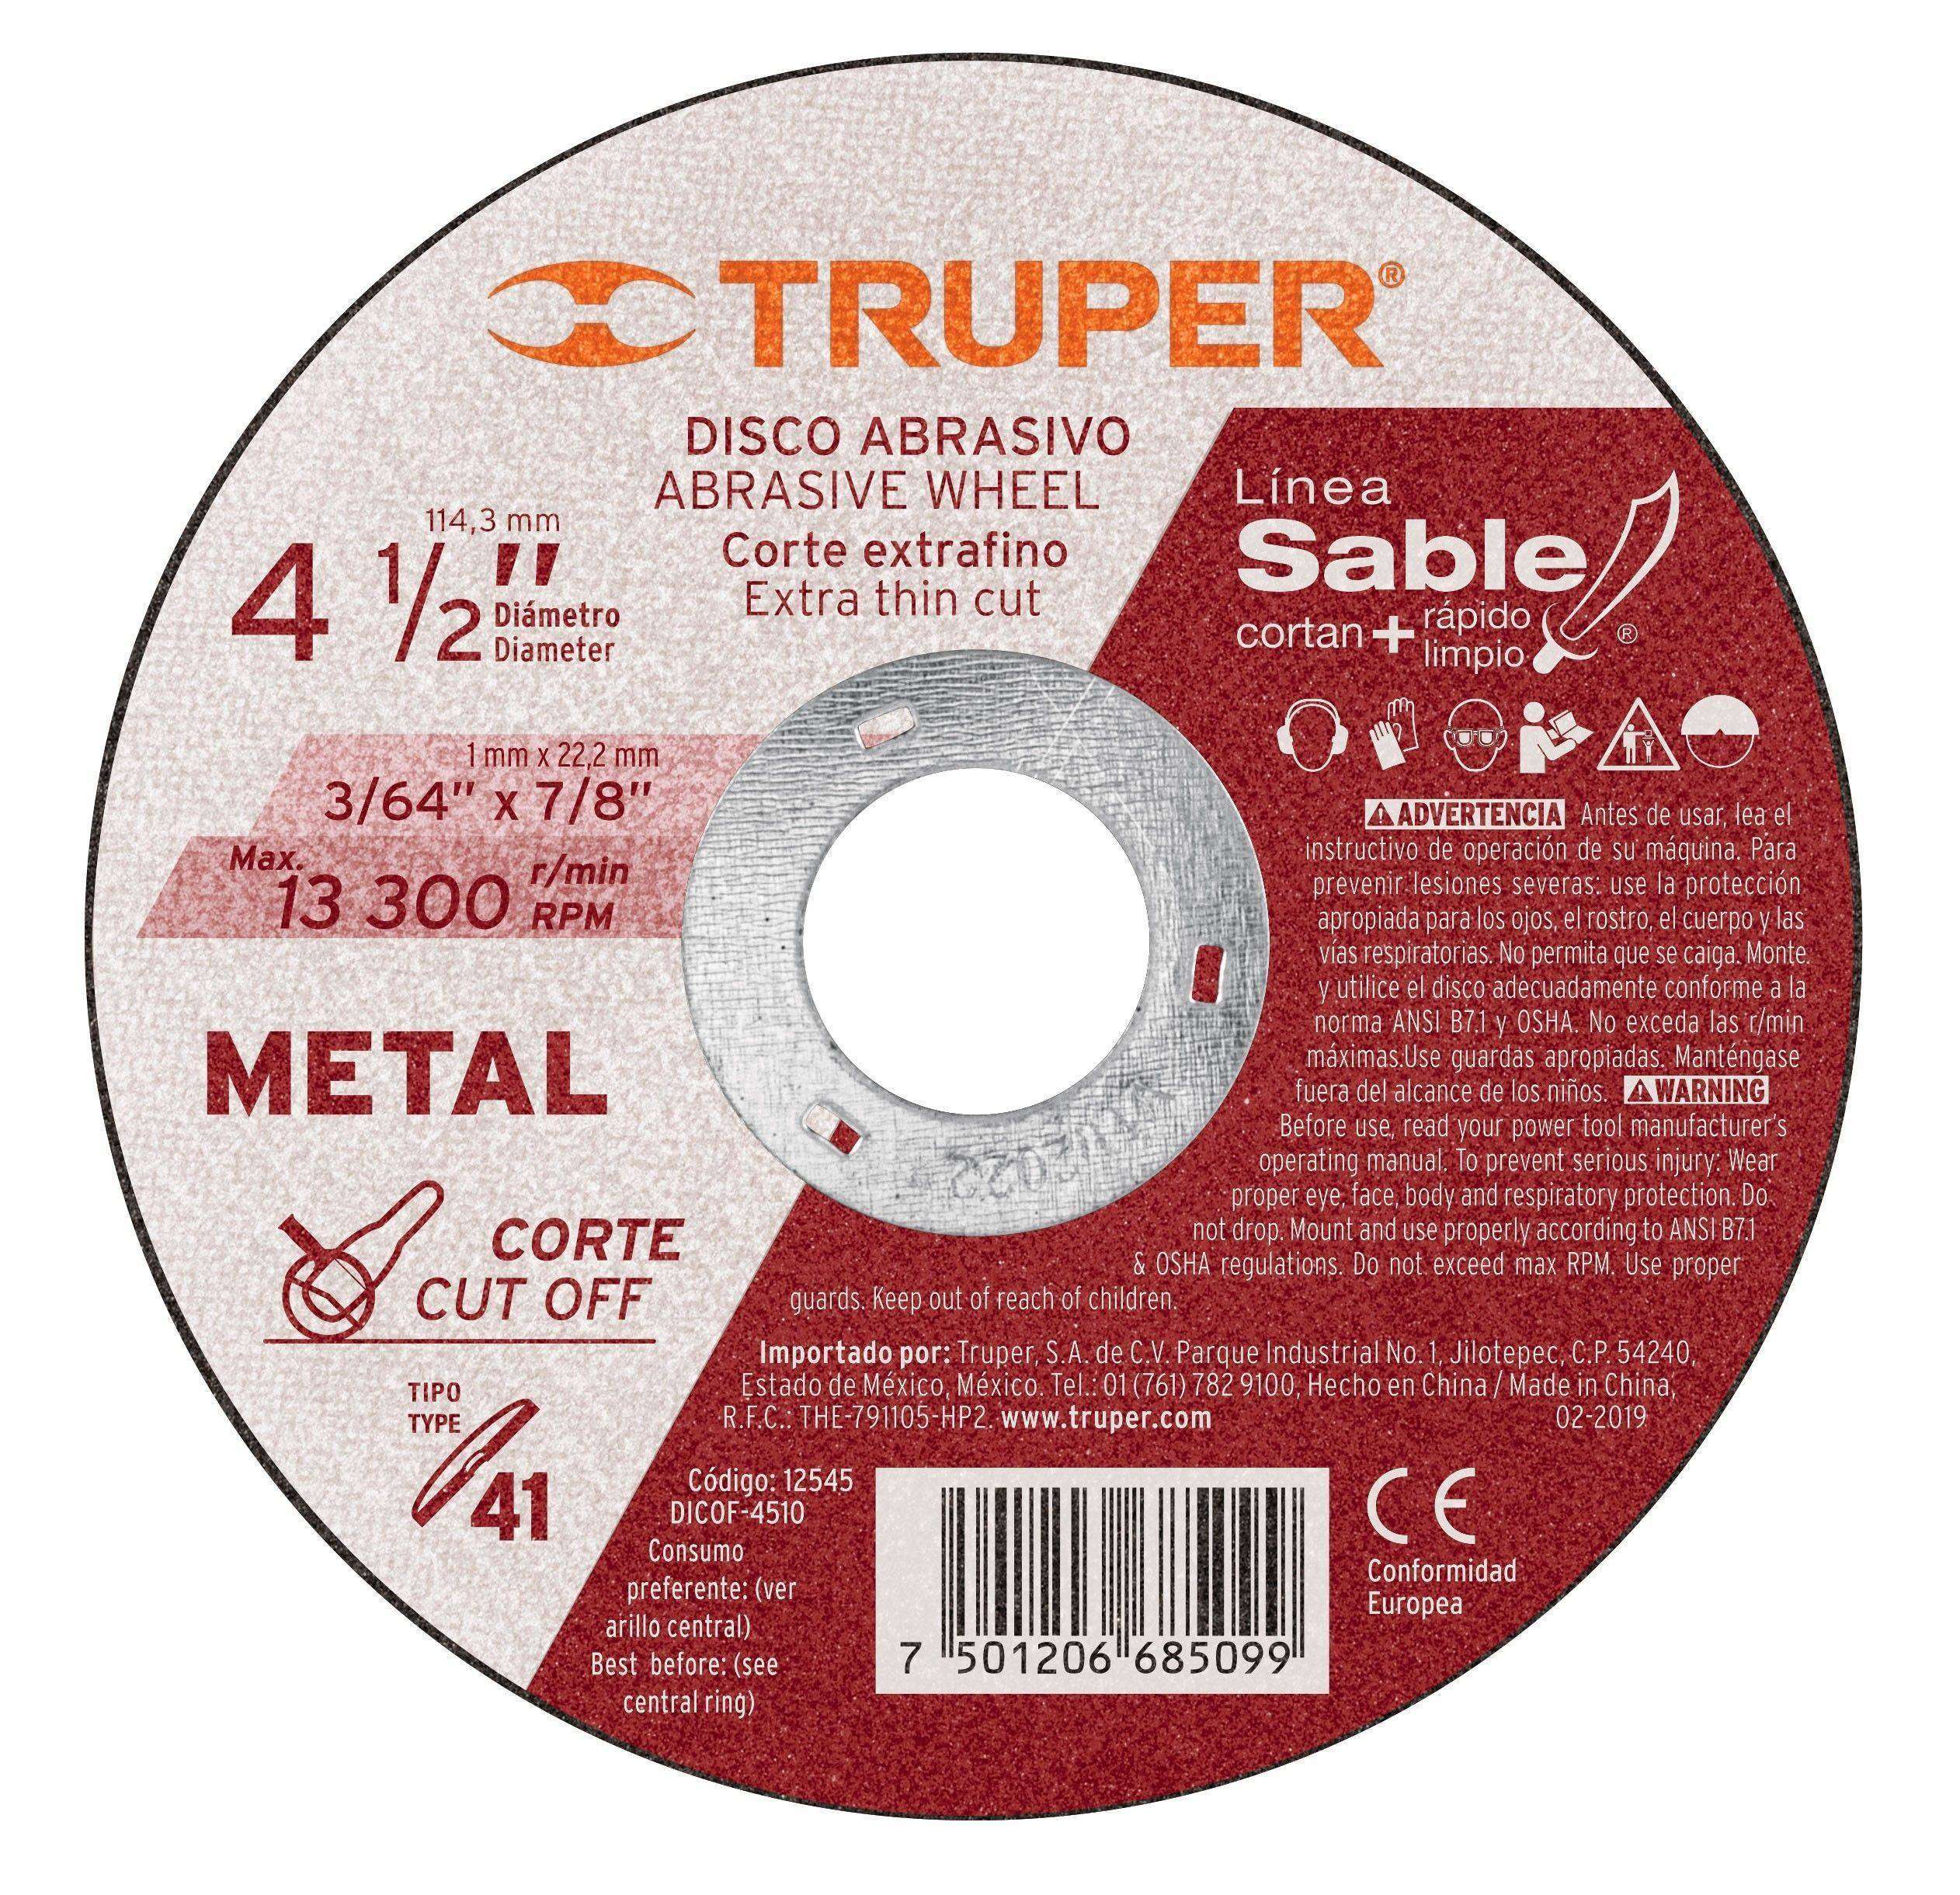 TRUPER®
DISCO ABRASIVO
ABRASIVE WHEEL
Corte extrafino
Extra thin cut
114,3 mm
4 1/2"
Diámetro
Diameter
1 mm x 22,2 mm
3/64" x 7/8"
Max.
13 300 r/min
RPM
METAL
CORTE
CUT OFF
TIPO
TYPE
41
Línea
Sable
cortan + rápido
limpio ®
ADVERTENCIA Antes de usar, lea el
instructivo de operación de su máquina. Para
prevenir lesiones severas: use la protección
apropiada para los ojos, el rostro, el cuerpo y las
vías respiratorias. No permita que se caiga. Monte
y utilice el disco adecuadamente conforme a la
norma ANSI B7.1 y OSHA. No exceda las r/min
máximas.Use guardas apropiadas. Manténgase
fuera del alcance de los niños. WARNING
Before use, read your power tool manufacturer's
operating manual. To prevent serious injury: Wear
proper eye, face, body and respiratory protection. Do
not drop. Mount and use properly according to ANSI B7.1
& OSHA regulations. Do not exceed max RPM. Use proper
guards. Keep out of reach of children.
Importado por: Truper, S.A. de C.V. Parque Industrial No. 1, Jilotepec, C.P. 54240,
Estado de México, México. Tel.: 01 (761) 782 9100, Hecho en China / Made in China,
R.F.C.: THE-791105-HP2. www.truper.com 02-2019
Código: 12545
DICOF-4510
Consumo
preferente: (ver
arillo central)
Best before: (see
central ring)
7 501206 685099
CE
Conformidad
Europea